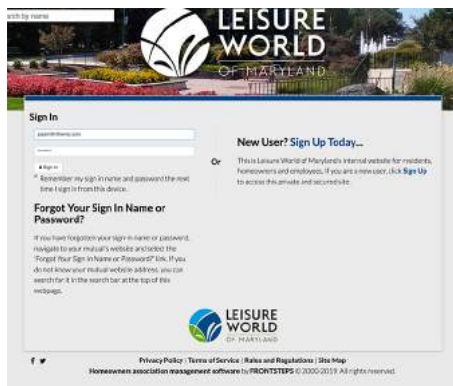 rch by name
LEISURE
WORLD
OF MARYLAND
Sign In
Sign In
Remember my sign in name and password the next
time I sign in from this device.
Forgot Your Sign In Name or
Password?
If you have forgotten your sign in name or password,
navigate to your mutual's website and select the
"Forgot Your Sign In Name or Password?" link. If you
do not know your mutual website address, you can
search for it in the search bar at the top of this
webpage.
Or
New User? Sign Up Today...
This is Leisure World of Maryland's internal website for residents,
homeowners and employees. If you are a new user, click Sign Up
to access this private and secured site.
LEISURE
WORLD
OF MARYLAND
Privacy Policy | Terms of Service | Rules and Regulations | Site Map
Homeowners association management software by FRONTSTEPS © 2000-2019 All rights reserved.